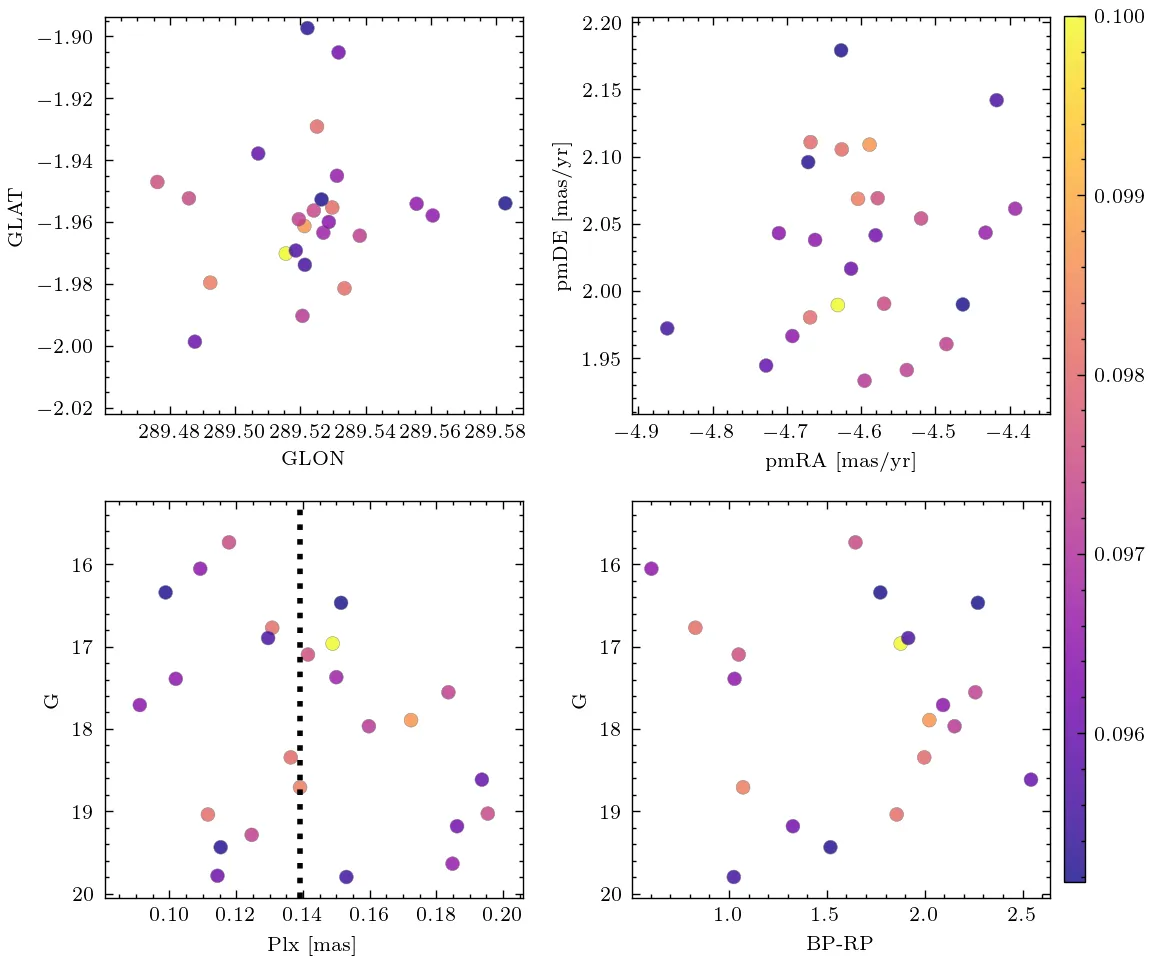 −1.90
−1.92
−1.94
−1.96
−1.98
−2.00
−2.02
GLAT
289.48 289.50 289.52 289.54 289.56 289.58
GLON
2.20
2.15
2.10
2.05
2.00
1.95
pmDE [mas/yr]
−4.9 −4.8 −4.7 −4.6 −4.5 −4.4
pmRA [mas/yr]
16
17
18
19
20
G
0.10 0.12 0.14 0.16 0.18 0.20
Plx [mas]
16
17
18
19
20
G
1.0 1.5 2.0 2.5
BP-RP
0.100
0.099
0.098
0.097
0.096